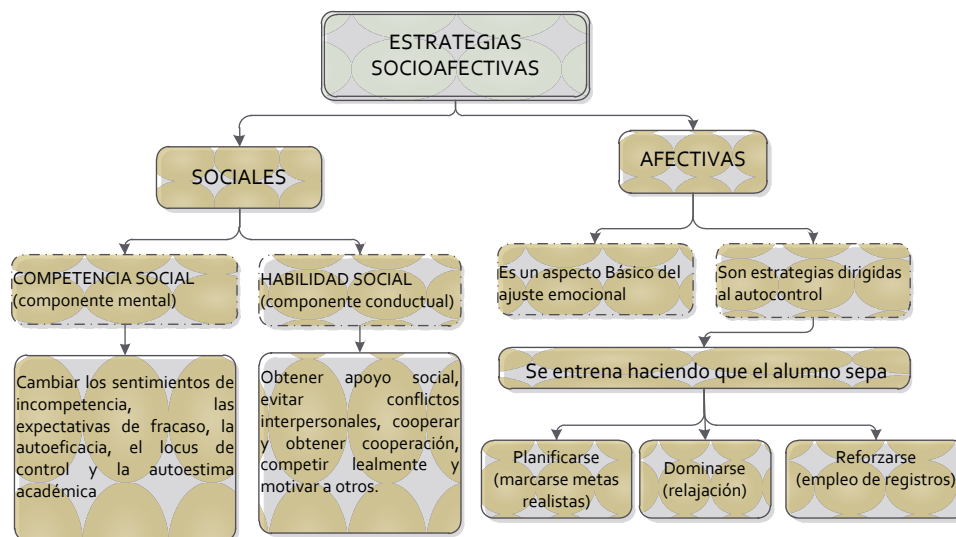 ESTRATEGIAS
SOCIOAFECTIVAS
SOCIALES
AFECTIVAS
COMPETENCIA SOCIAL
(componente mental)
HABILIDAD SOCIAL
(componente conductual)
Es un aspecto Básico del
ajuste emocional
Son estrategias dirigidas
al autocontrol
Cambiar los sentimientos de
incompetencia, las
expectativas de fracaso, la
autoeficacia, el locus de
control y la autoestima
académica
Obtener apoyo social,
evitar conflictos
interpersonales, cooperar
y obtener cooperación,
competir lealmente y
motivar a otros.
Se entrena haciendo que el alumno sepa
Planificarse
(marcarse metas
realistas)
Dominarse
(relajación)
Reforzarse
(empleo de registros)